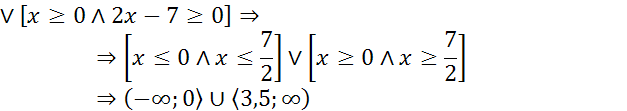 ∨ [x ≥ 0 ∧ 2x − 7 ≥ 0] ⇒
⇒ [x ≤ 0 ∧ x ≤ 7/2] ∨ [x ≥ 0 ∧ x ≥ 7/2]
⇒ (−∞; 0⟩ ∪ ⟨3,5; ∞)